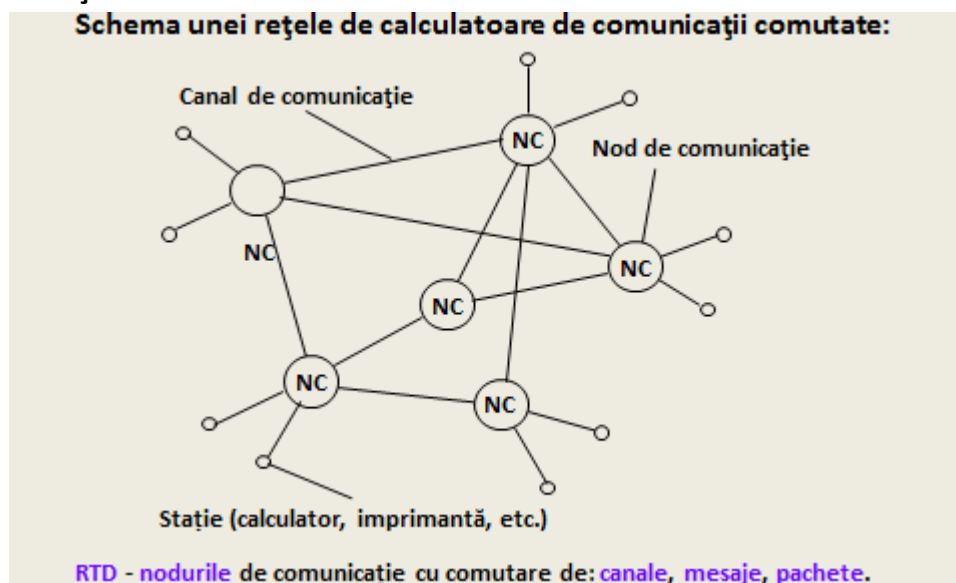 Schema unei reţele de calculatoare de comunicaţii comutate:
Canal de comunicaţie
NC
Nod de comunicaţie
NC
NC
NC
NC
NC
Stație (calculator, imprimantă, etc.)
RTD - nodurile de comunicatie cu comutare de: canale, mesaje, pachete.